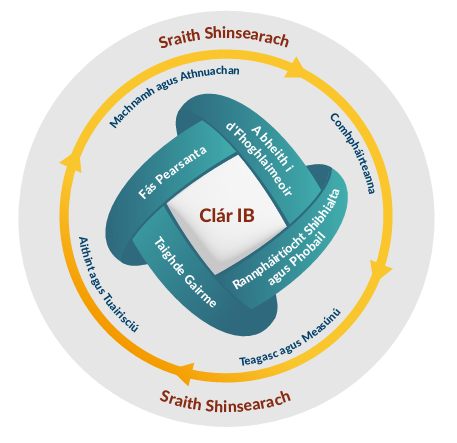 Sraith Shinsearach
Machnamh agus Athnuachan
Comhpháirteanna
A bheith i
d'Fhoghlaimeoir
Fás Pearsanta
Clár IB
Rannpháirtíocht Shibhialta
agus Phobail
Taighde Gairme
Aithint agus Tuairisciú
Teagasc agus Measúnú
Sraith Shinsearach